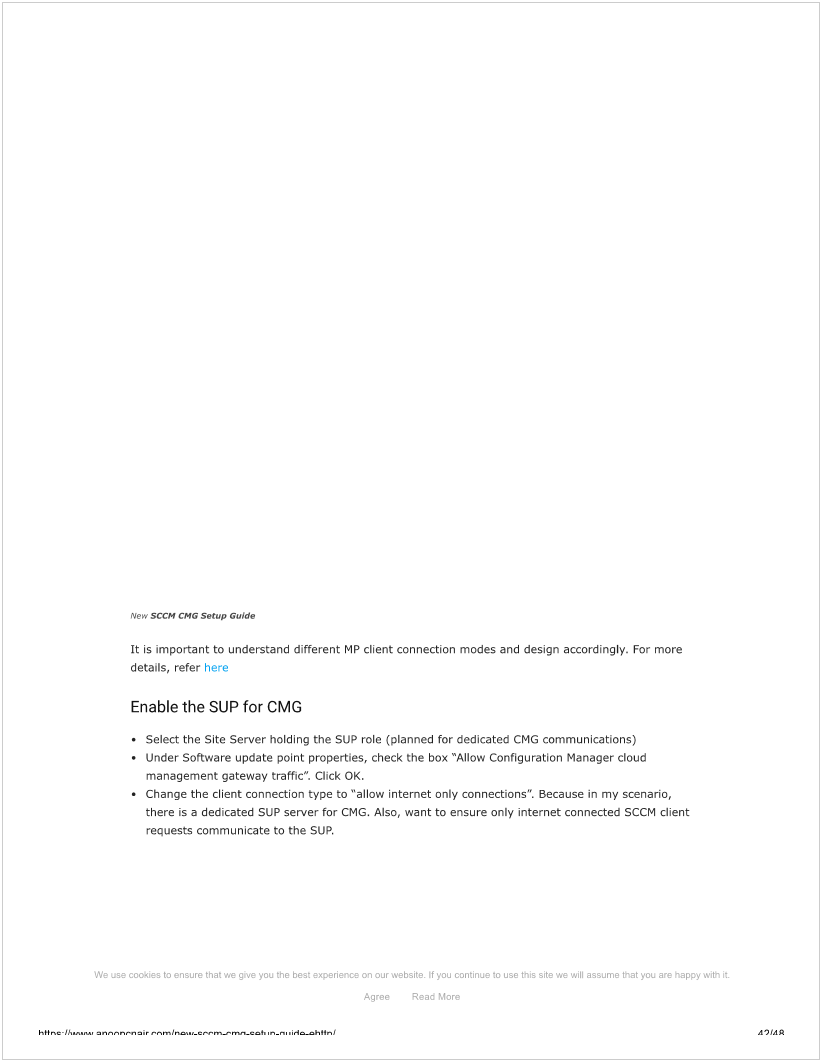 New SCCM CMG Setup Guide
It is important to understand different MP client connection modes and design accordingly. For more
details, refer here
Enable the SUP for CMG
• Select the Site Server holding the SUP role (planned for dedicated CMG communications)
• Under Software update point properties, check the box “Allow Configuration Manager cloud
management gateway traffic”. Click OK.
• Change the client connection type to “allow internet only connections”. Because in my scenario,
there is a dedicated SUP server for CMG. Also, want to ensure only internet connected SCCM client
requests communicate to the SUP.
We use cookies to ensure that we give you the best experience on our website. If you continue to use this site we will assume that you are happy with it.
Agree Read More
https://www.anoopcnair.com/new-sccm-cmg-setup-guide-ehttp/ 42/48